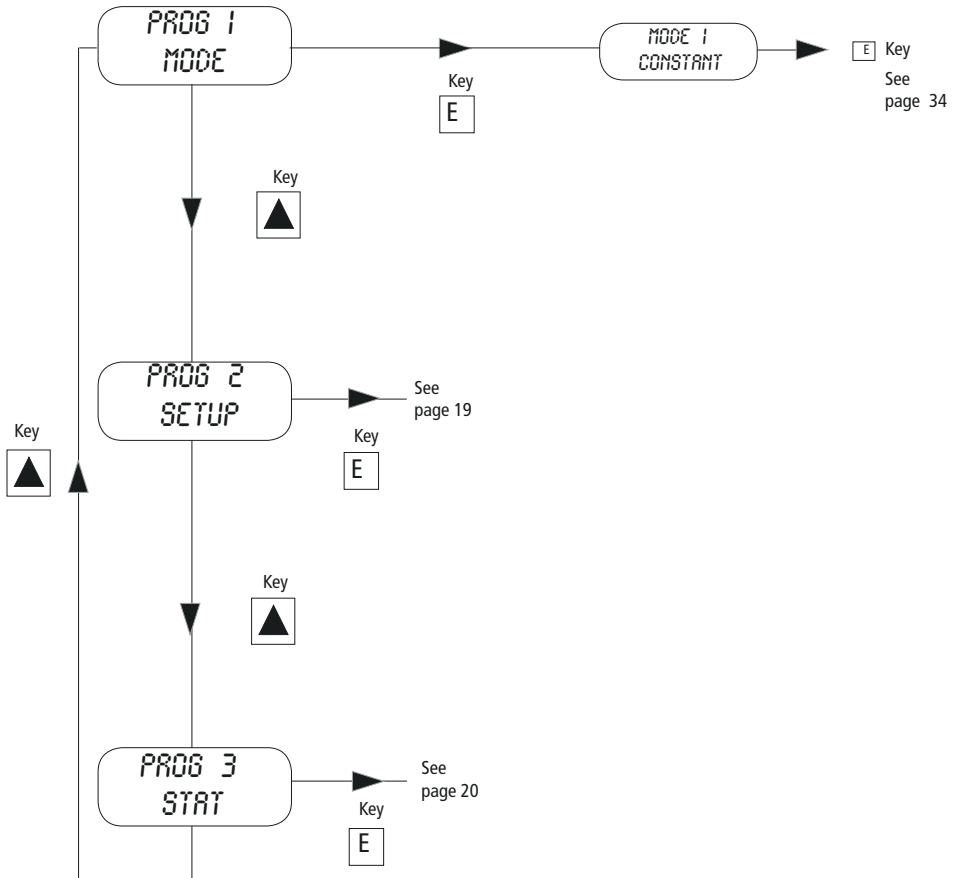 PROG 1
MODE
MODE 1
CONSTANT
E Key
See
page 34
Key
E
Key
PROG 2
SETUP
See
page 19
Key
E
Key
Key
PROG 3
STAT
See
page 20
Key
E